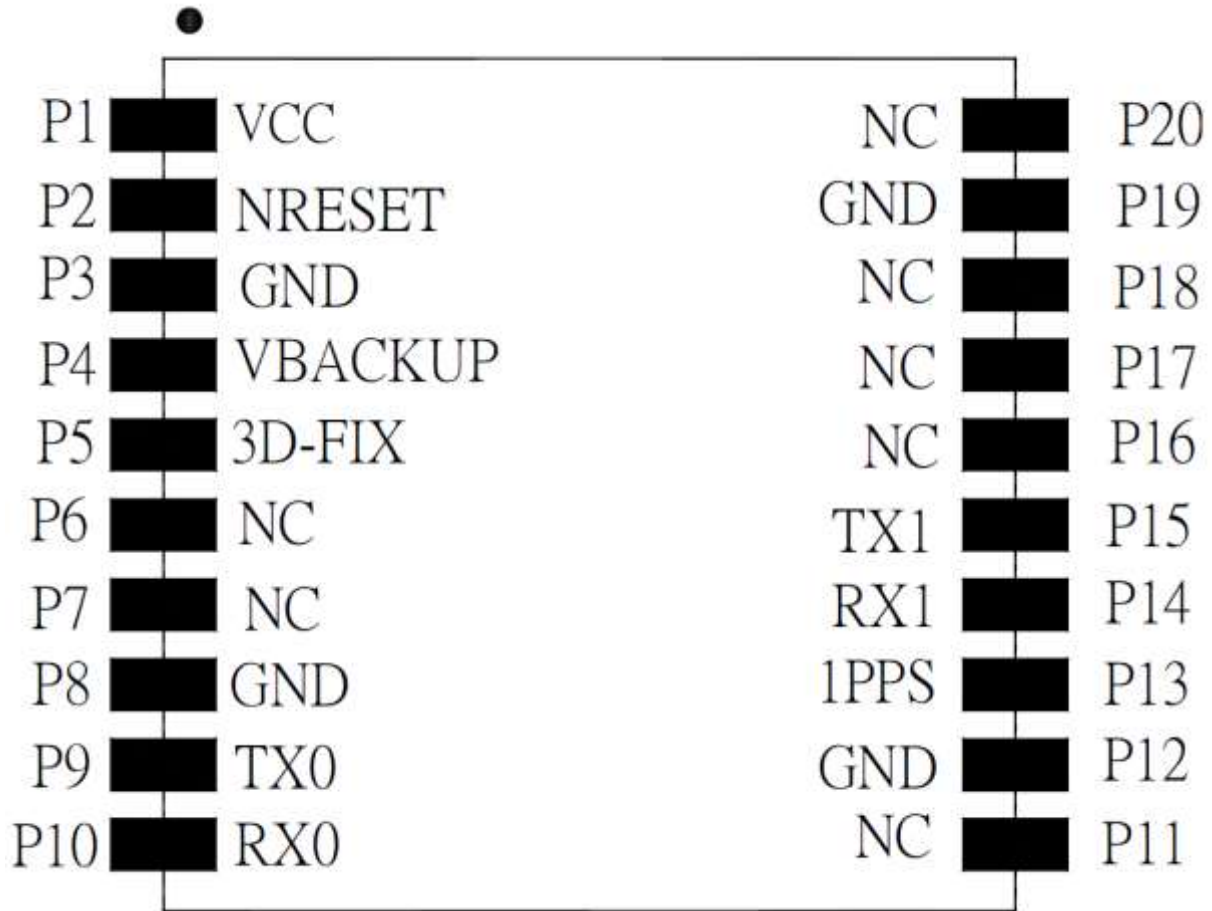 P1 VCC NC P20
P2 NRESET GND P19
P3 GND NC P18
P4 VBACKUP NC P17
P5 3D-FIX NC P16
P6 NC TX1 P15
P7 NC RX1 P14
P8 GND 1PPS P13
P9 TX0 GND P12
P10 RX0 NC P11